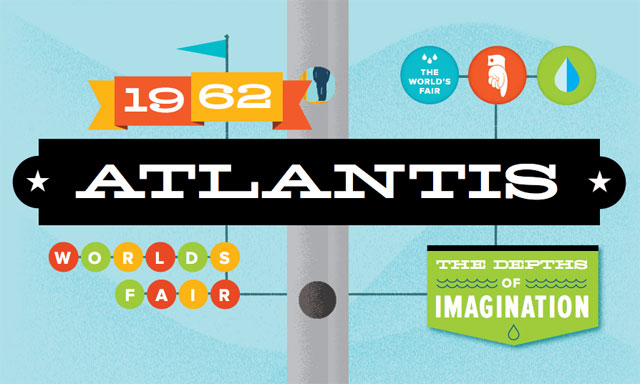 1962
THE
WORLD'S
FAIR
ATLANTIS
WORLDS
FAIR
THE DEPTHS
OF
IMAGINATION